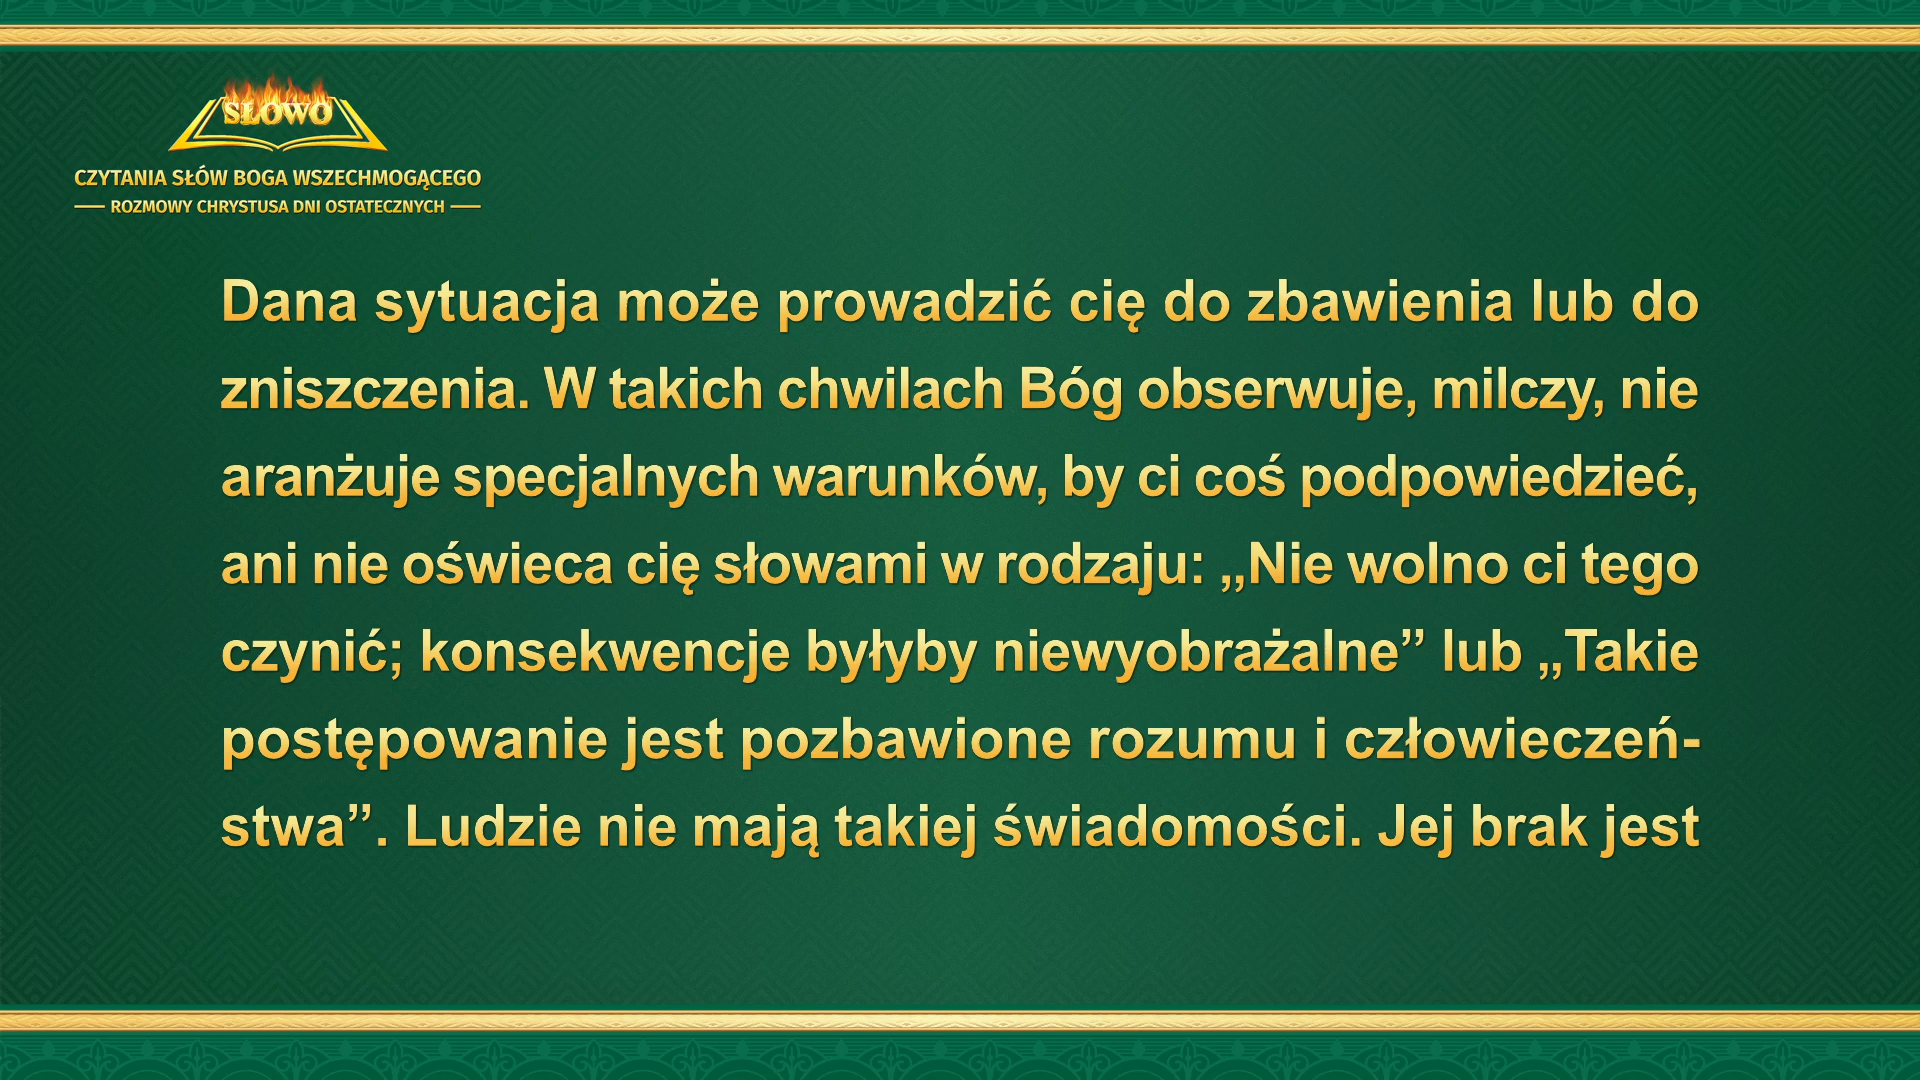 SŁOWO
CZYTANIA SŁÓW BOGA WSZECHMOGĄCEGO
ROZMOWY CHRYSTUSA DNI OSTATECZNYCH
Dana sytuacja może prowadzić cię do zbawienia lub do
zniszczenia. W takich chwilach Bóg obserwuje, milczy, nie
aranżuje specjalnych warunków, by ci coś podpowiedzieć,
ani nie oświeca cię słowami w rodzaju: „Nie wolno ci tego
czynić; konsekwencje byłyby niewyobrażalne” lub „Takie
postępowanie jest pozbawione rozumu i człowieczeń-
stwa”. Ludzie nie mają takiej świadomości. Jej brak jest